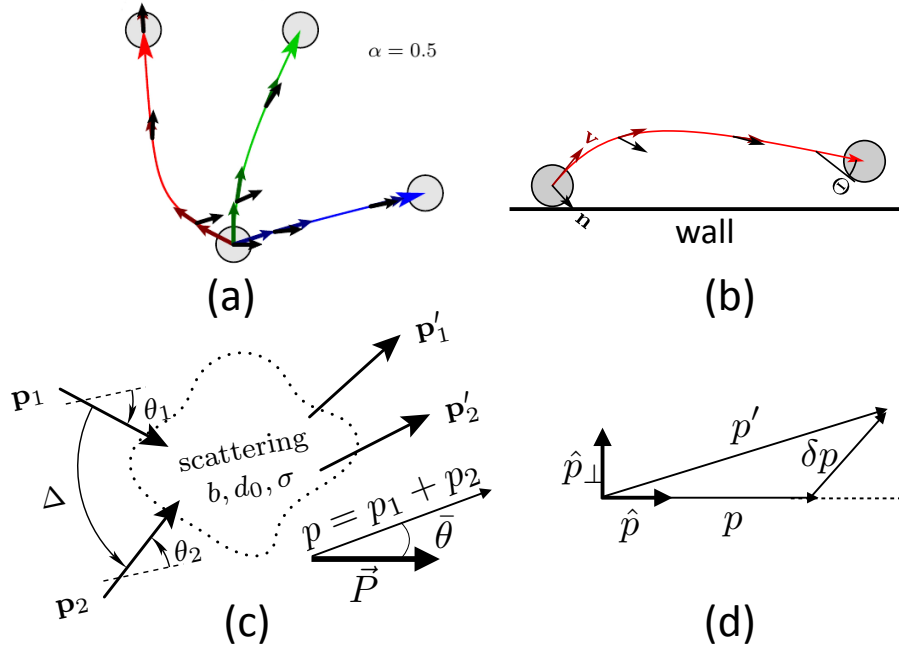 α = 0.5
(a)
v
n
Θ
wall
(b)
p₁
θ₁
Δ
p₂
θ₂
scattering
b, d₀, σ
p′₁
p′₂
p = p₁ + p₂
θ̄
P⃗
(c)
p̂⊥
p̂
p
p′
δp
(d)